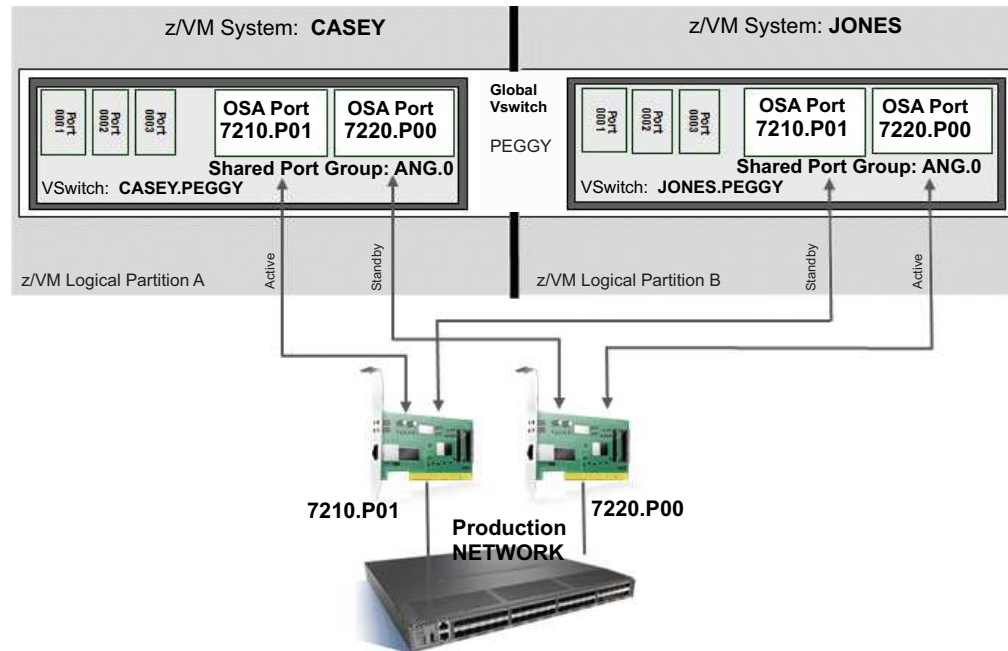 z/VM System: CASEY
z/VM System: JONES
Port
0001
Port
0002
Port
0003
OSA Port
7210.P01
OSA Port
7220.P00
Shared Port Group: ANG.0
VSwitch: CASEY.PEGGY
Global
Vswitch
PEGGY
Port
0001
Port
0002
Port
0003
OSA Port
7210.P01
OSA Port
7220.P00
Shared Port Group: ANG.0
VSwitch: JONES.PEGGY
z/VM Logical Partition A
Active
Standby
z/VM Logical Partition B
Standby
Active
7210.P01
7220.P00
Production
NETWORK